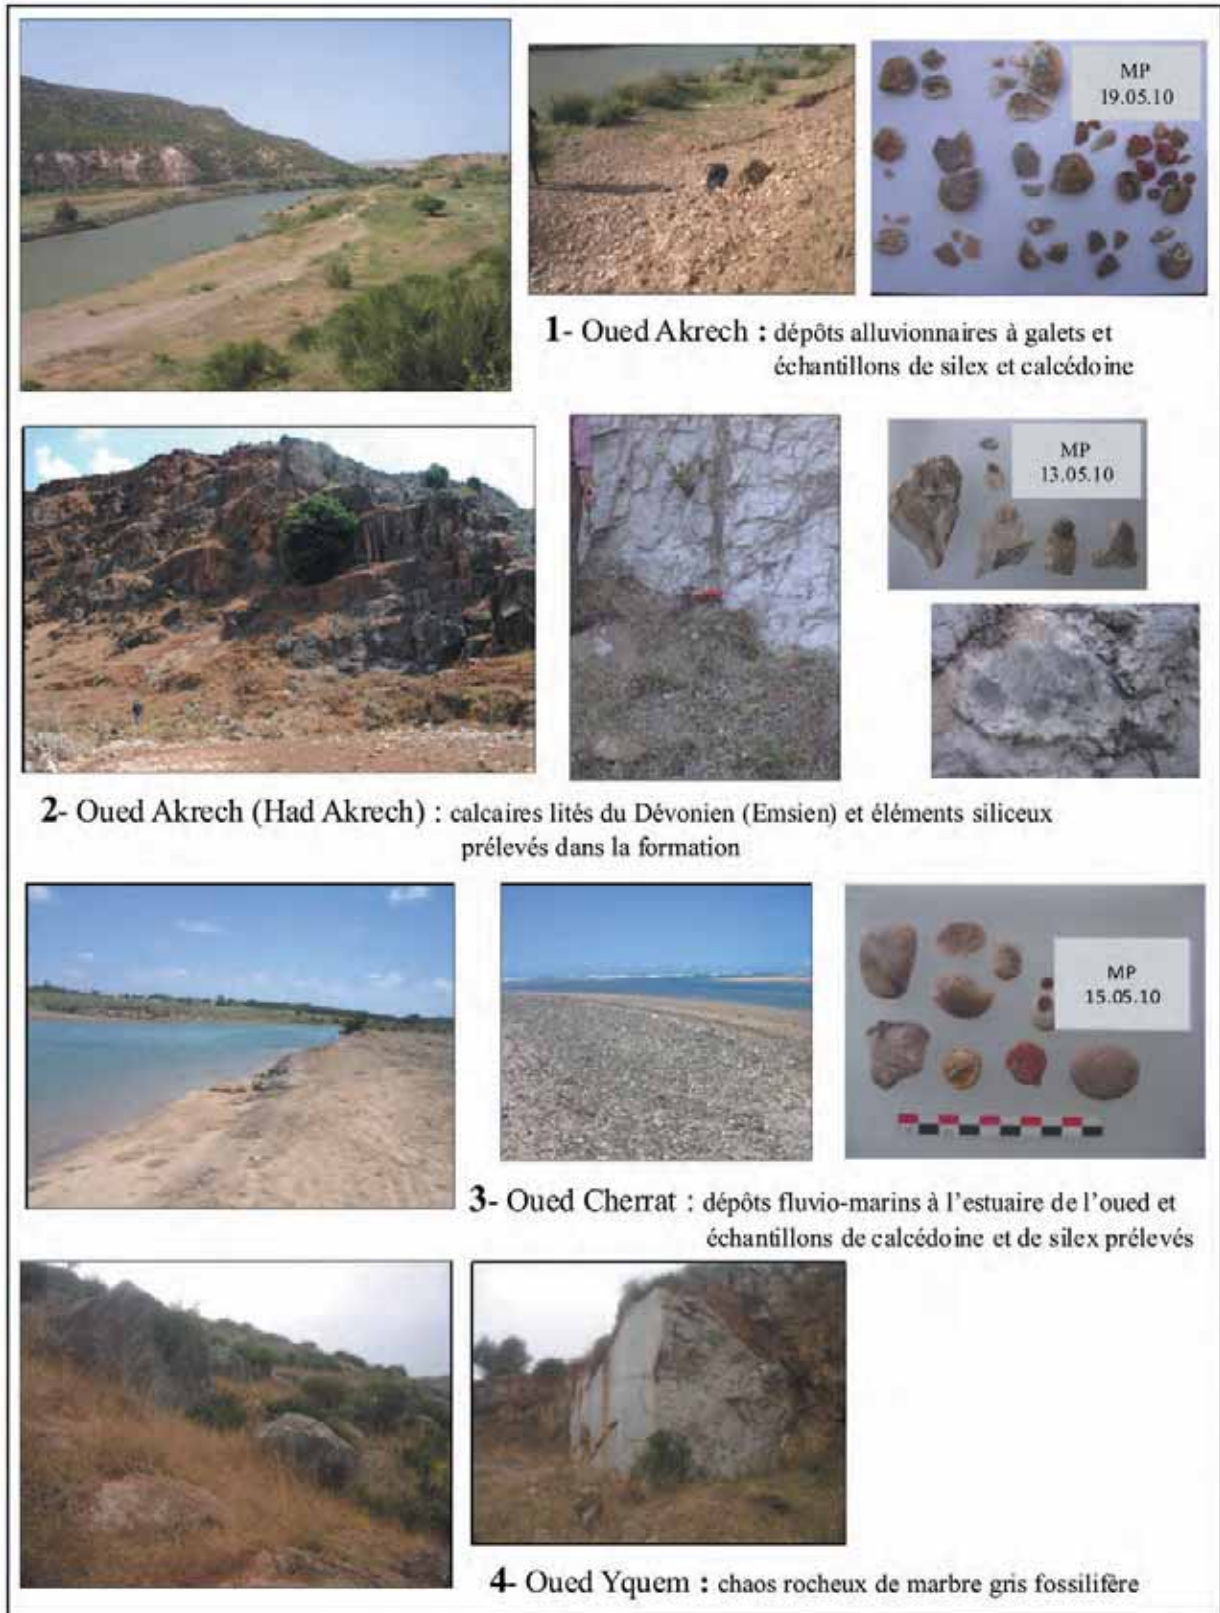 MP
19.05.10
1- Oued Akrech : dépôts alluvionnaires à galets et
échantillons de silex et calcédoine
MP
13.05.10
2- Oued Akrech (Had Akrech) : calcaires lités du Dévonien (Emsien) et éléments siliceux
prélevés dans la formation
MP
15.05.10
3- Oued Cherrat : dépôts fluvio-marins à l'estuaire de l'oued et
échantillons de calcédoine et de silex prélevés
4- Oued Yquem : chaos rocheux de marbre gris fossilifère